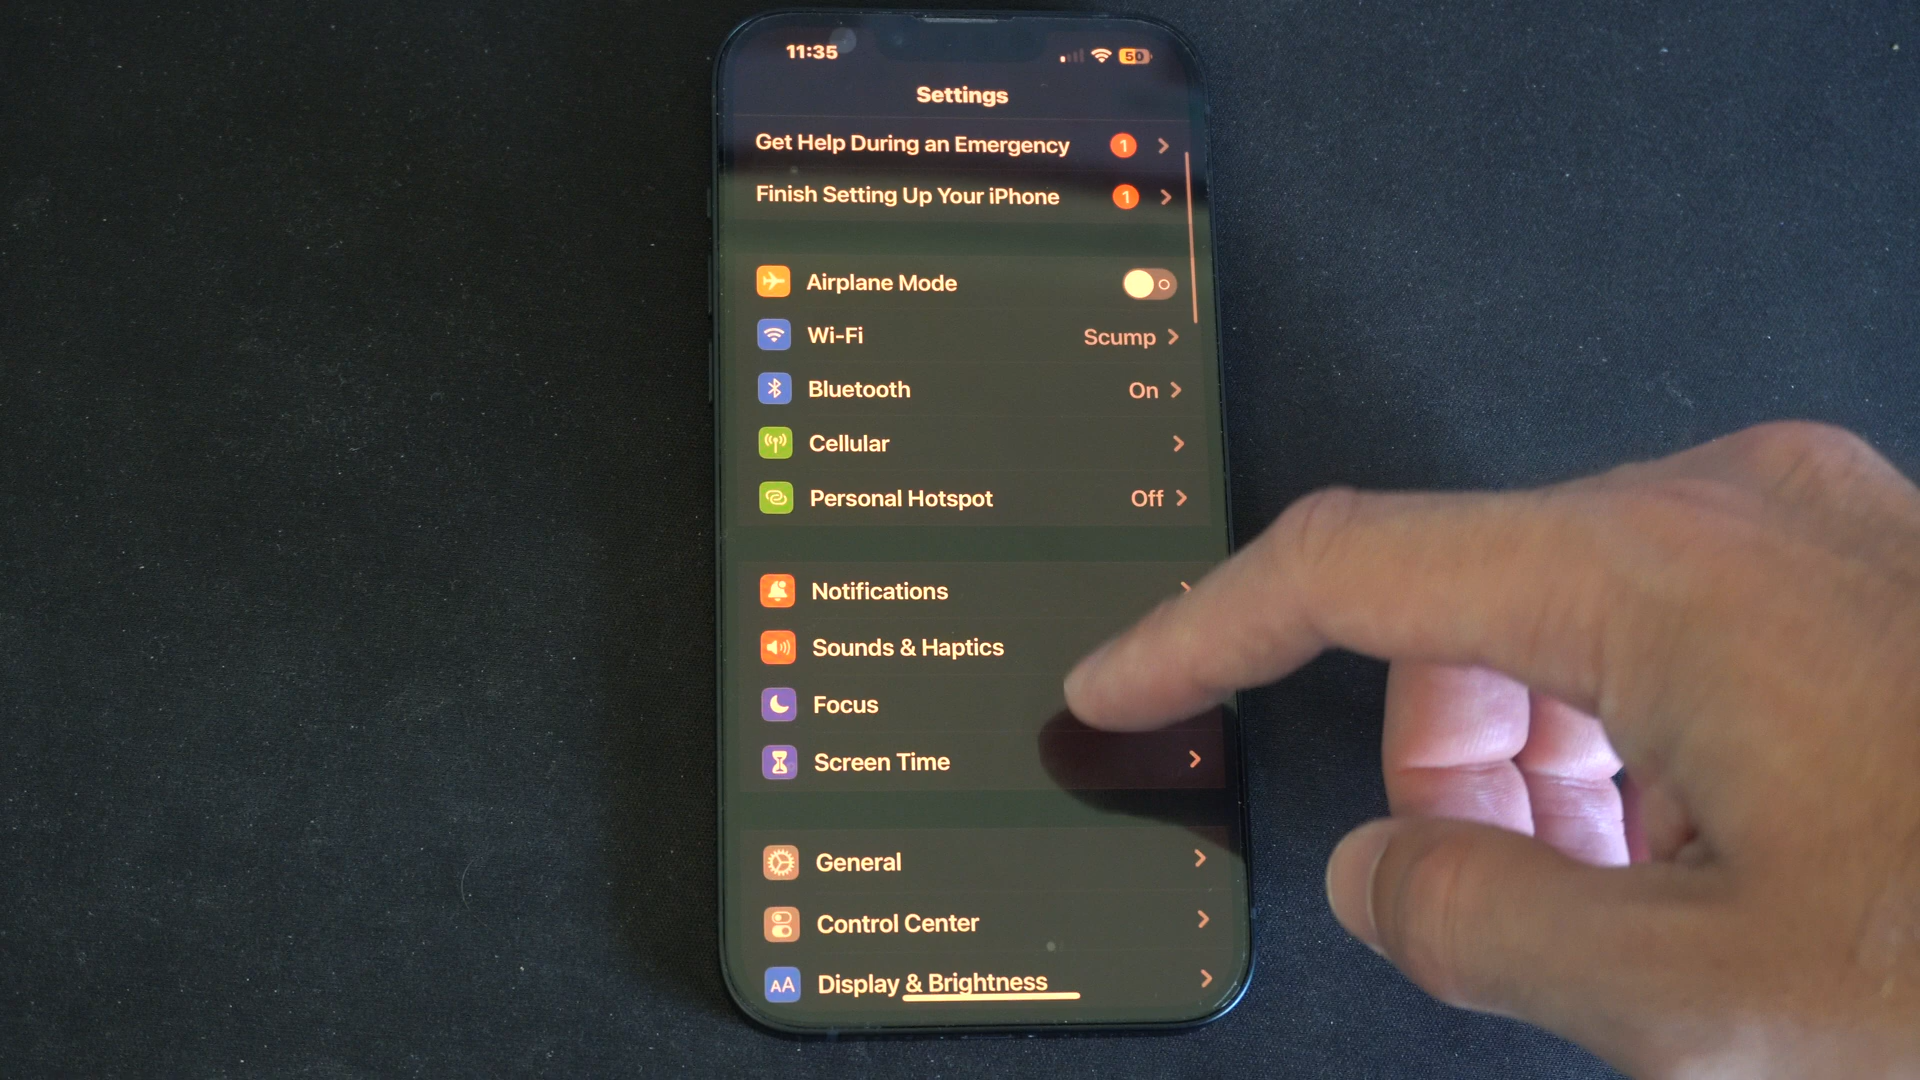 11:35
50
Settings
Get Help During an Emergency 1
Finish Setting Up Your iPhone 1
Airplane Mode
Wi-Fi Scump
Bluetooth On
Cellular
Personal Hotspot Off
Notifications
Sounds & Haptics
Focus
Screen Time
General
Control Center
AA Display & Brightness